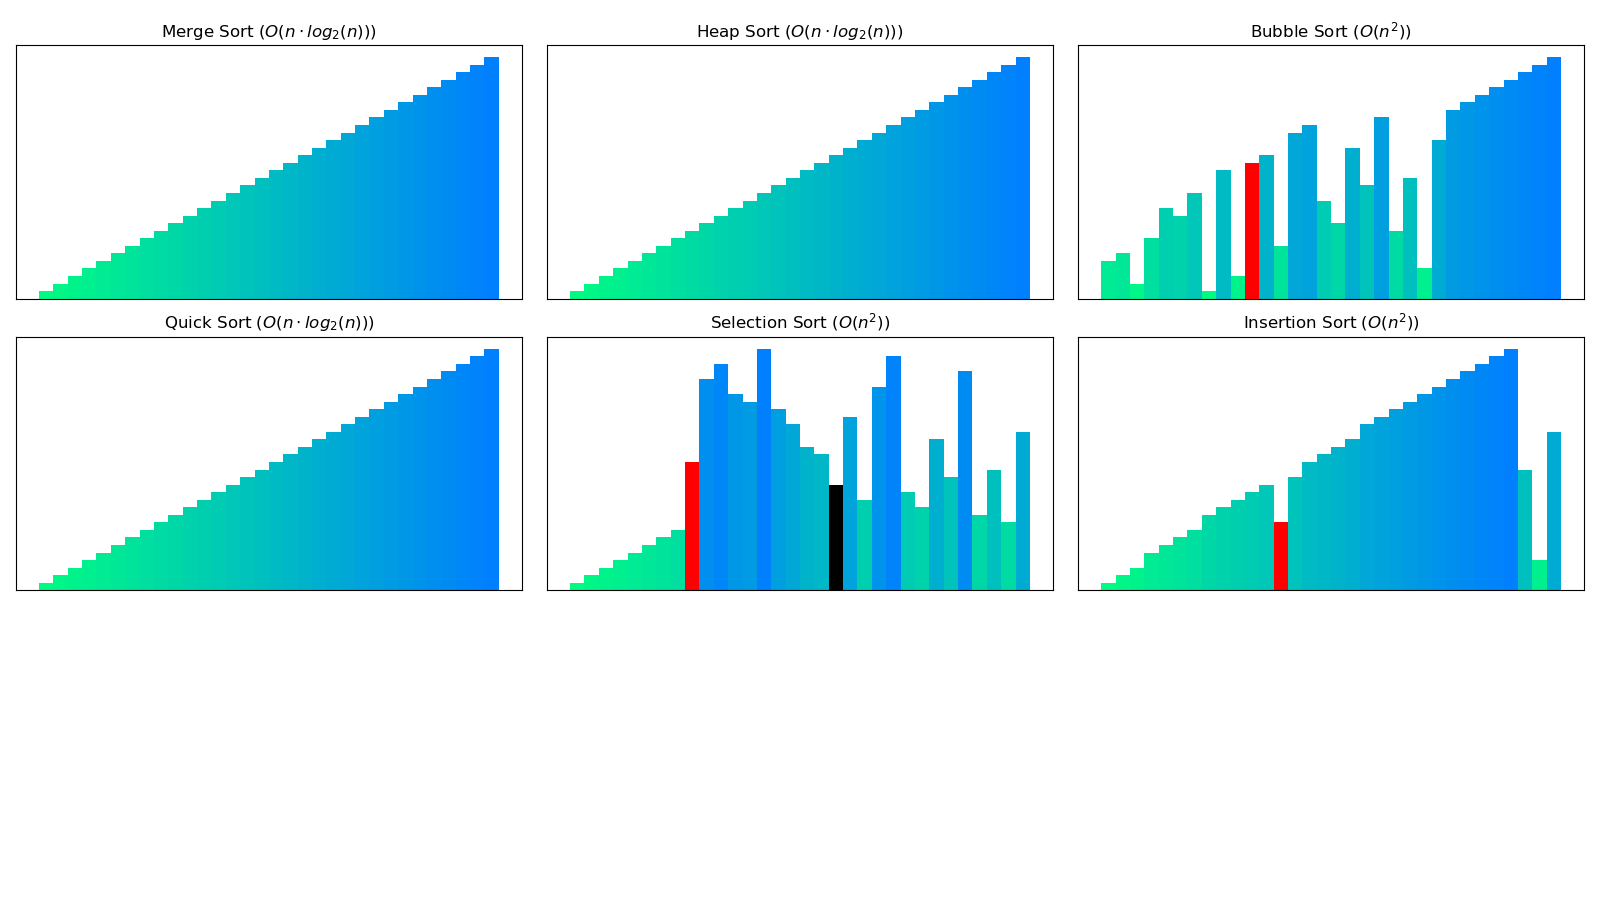 Merge Sort (O(n · log₂(n)))
Heap Sort (O(n · log₂(n)))
Bubble Sort (O(n²))
Quick Sort (O(n · log₂(n)))
Selection Sort (O(n²))
Insertion Sort (O(n²))